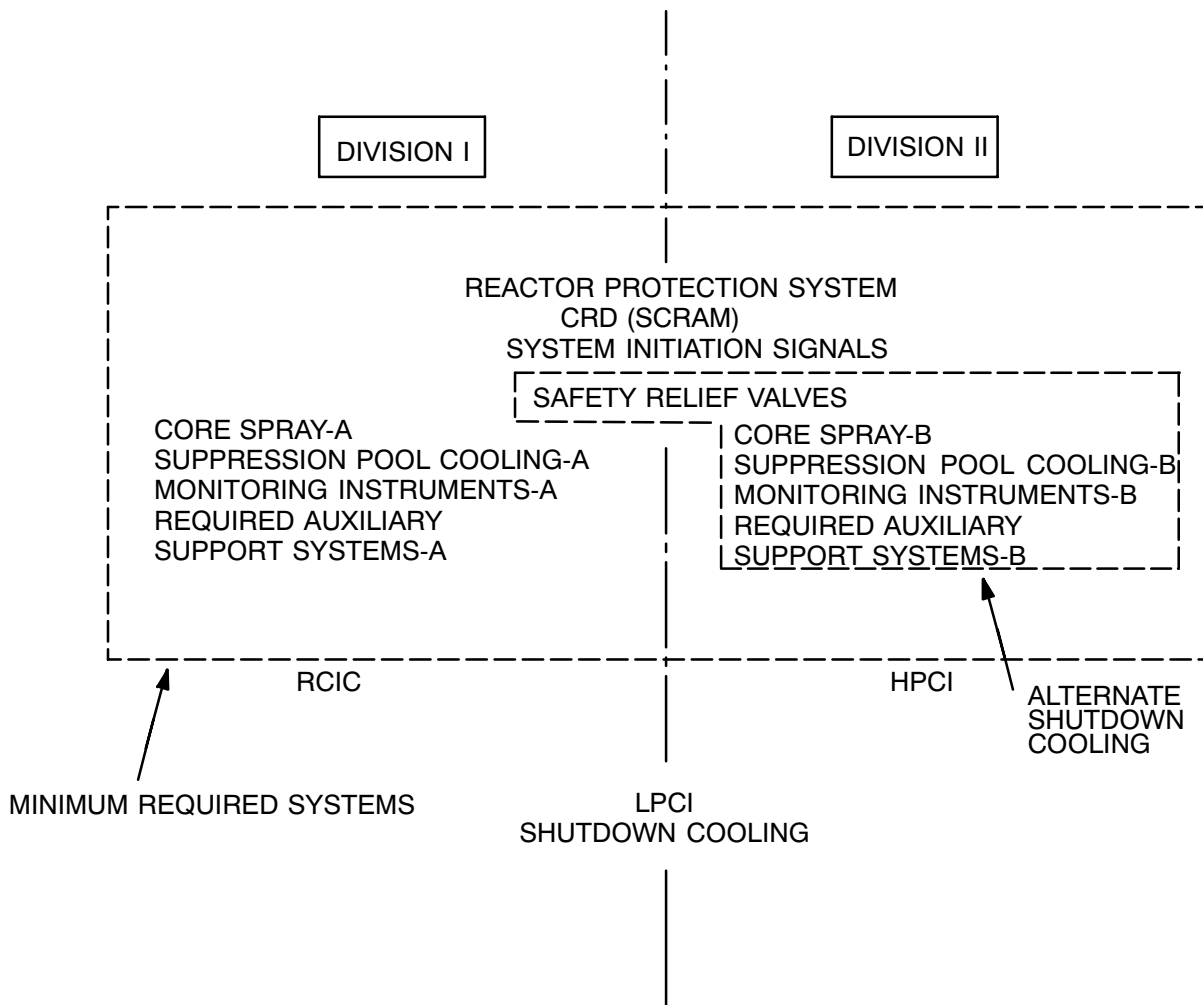 DIVISION I
DIVISION II
REACTOR PROTECTION SYSTEM
CRD (SCRAM)
SYSTEM INITIATION SIGNALS
SAFETY RELIEF VALVES
CORE SPRAY-A
SUPPRESSION POOL COOLING-A
MONITORING INSTRUMENTS-A
REQUIRED AUXILIARY
SUPPORT SYSTEMS-A
CORE SPRAY-B
SUPPRESSION POOL COOLING-B
MONITORING INSTRUMENTS-B
REQUIRED AUXILIARY
SUPPORT SYSTEMS-B
RCIC
HPCI
ALTERNATE
SHUTDOWN
COOLING
MINIMUM REQUIRED SYSTEMS
LPCI
SHUTDOWN COOLING